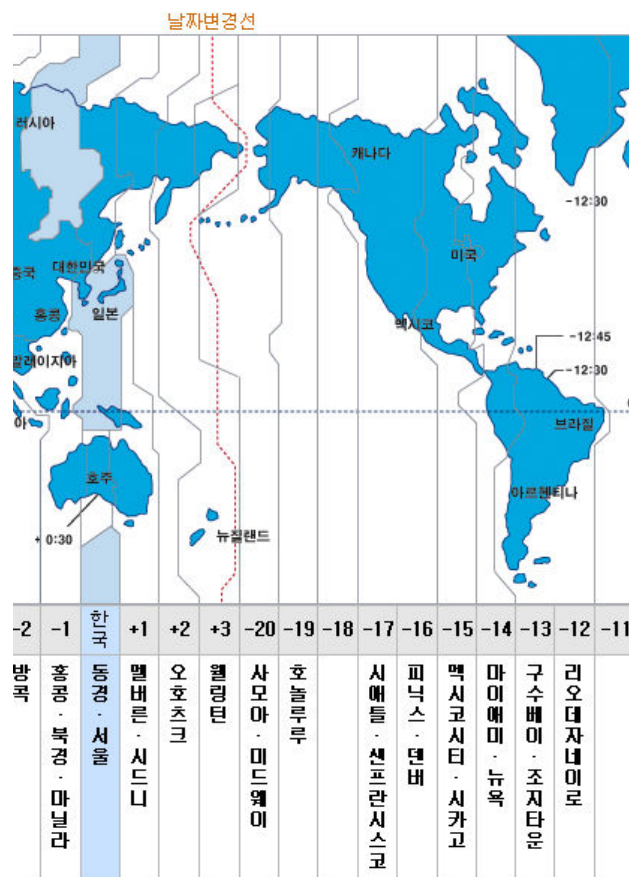 날짜변경선
러시아
캐나다
-12:30
대한민국
미국
중국
홍콩
일본
멕시코
-12:45
말레이지아
-12:30
아
브라질
호주
아르헨티나
+ 0:30
뉴질랜드
-2
-1
한국
+1
+2
+3
-20
-19
-18
-17
-16
-15
-14
-13
-12
-11
방콕
홍콩·북경·마닐라
동경·서울
멜버른·시드니
오호츠크
웰링턴
사모아·미드웨이
호놀루루
시애틀·샌프란시스코
피닉스·덴버
멕시코시티·시카고
마이애미·뉴욕
구수베이·조지타운
리오데자네이로